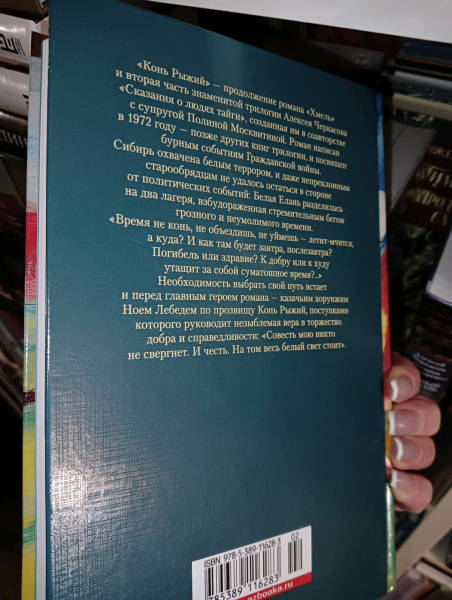 «Конь Рыжий» — продолжение романа «Хмель»
и вторая часть знаменитой трилогии Алексея Черкасова
«Сказания о людях тайги», созданная им в соавторстве
с супругой Полиной Москвитиной. Роман написан
в 1972 году — позже других книг трилогии, и посвящен
бурным событиям Гражданской войны.
Сибирь охвачена белым террором, и даже непреклонным
старообрядцам не удалось остаться в стороне
от политических событий: Белая Елань разделилась
на два лагеря, взбудораженная стремительным бегом
грозного и неумолимого времени.
«Время не конь, не объездишь, не уймешь — летит-мчится,
а куда? И как там будет завтра, послезавтра?
Погибель или здравие? К добру или к худу
утащит за собой суматошное время?..»
Необходимость выбрать свой путь встает
и перед главным героем романа — казачьим хорунжим
Ноем Лебедем по прозвищу Конь Рыжий, поступками
которого руководит незыблемая вера в торжество
добра и справедливости: «Совесть мою никто
не свергнет. И честь. На том весь белый свет стоит».
ISBN 978-5-389-11628-3
02
785389 116283
azbooka.ru